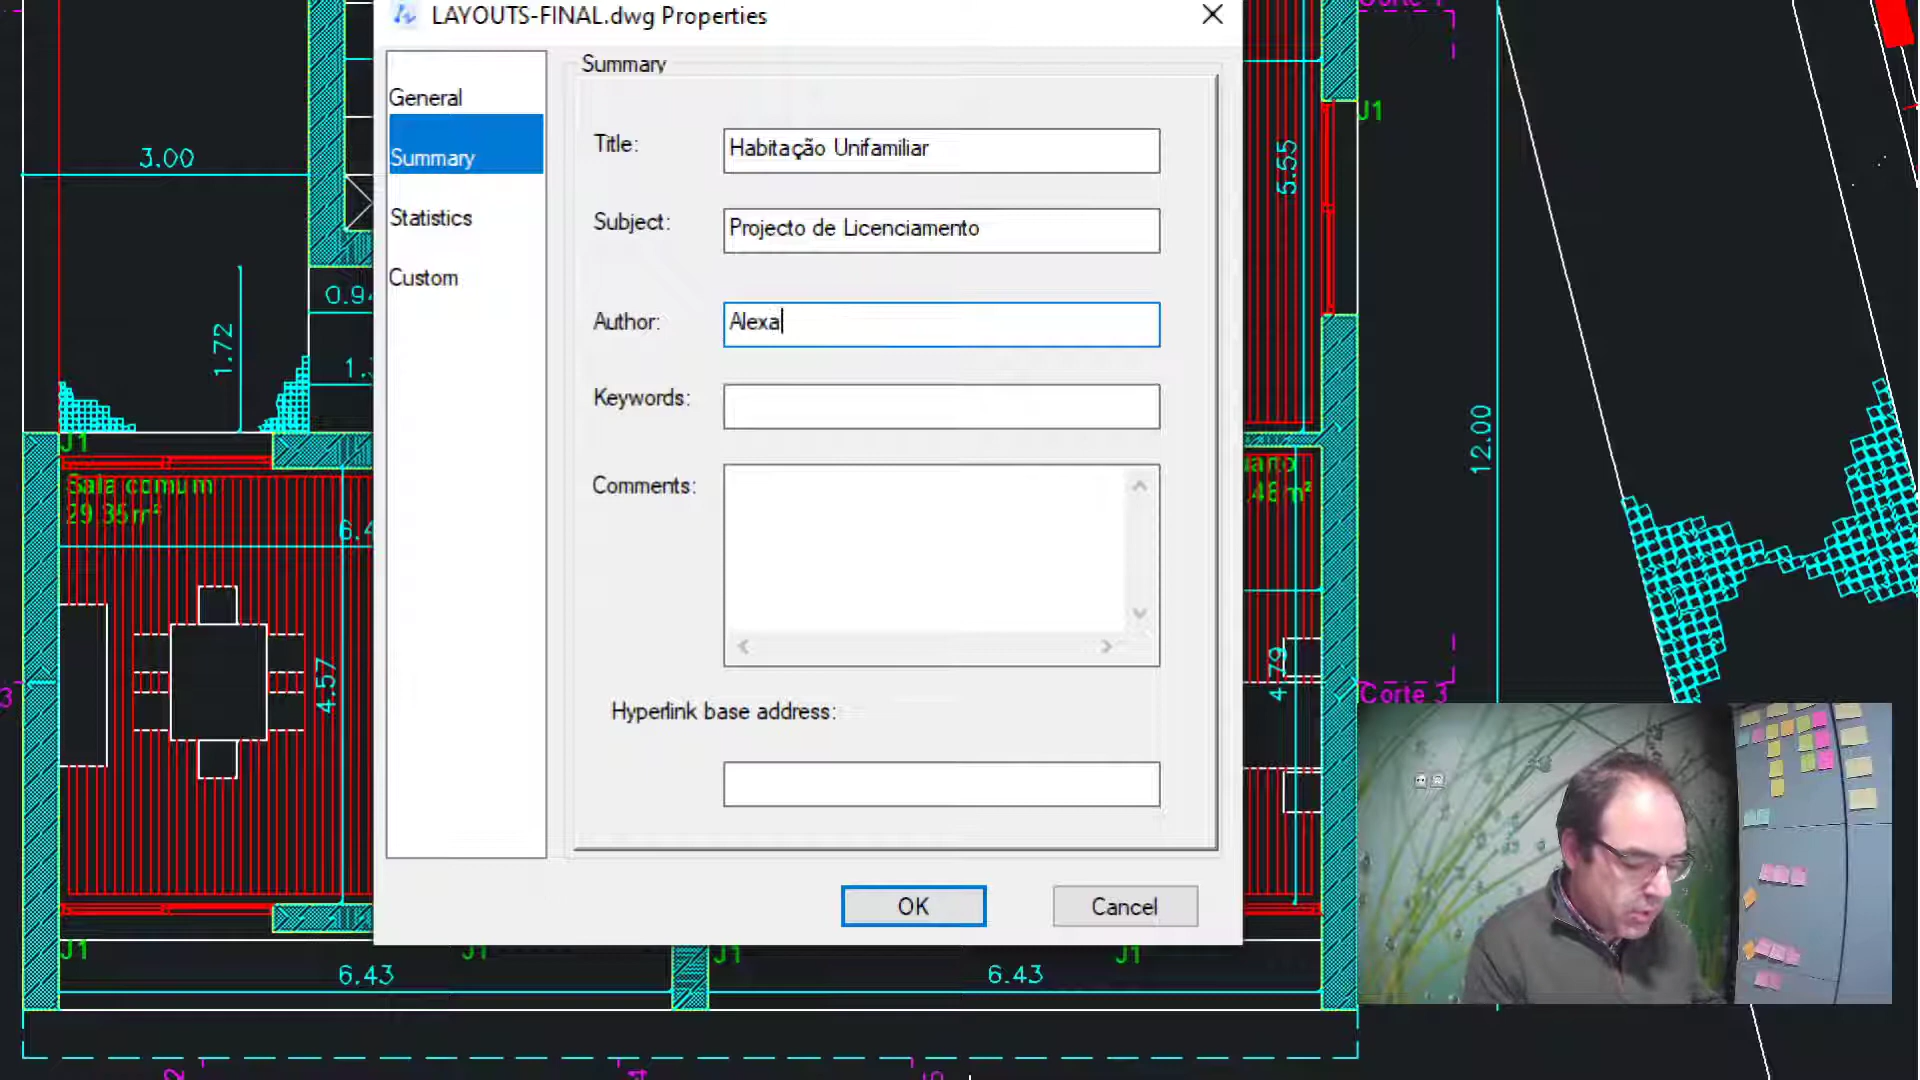 LAYOUTS-FINAL.dwg Properties
General
Summary
Statistics
Custom
Summary
Title:
Habitação Unifamiliar
Subject:
Projecto de Licenciamento
Author:
Alexa
Keywords:
Comments:
Hyperlink base address:
OK
Cancel
3.00
1.72
J1
Sala comum
29.35m²
4.57
J1
6.43
J1
J1
6.43
J1
5.55
J1
12.00
4.79
Corte 3
3